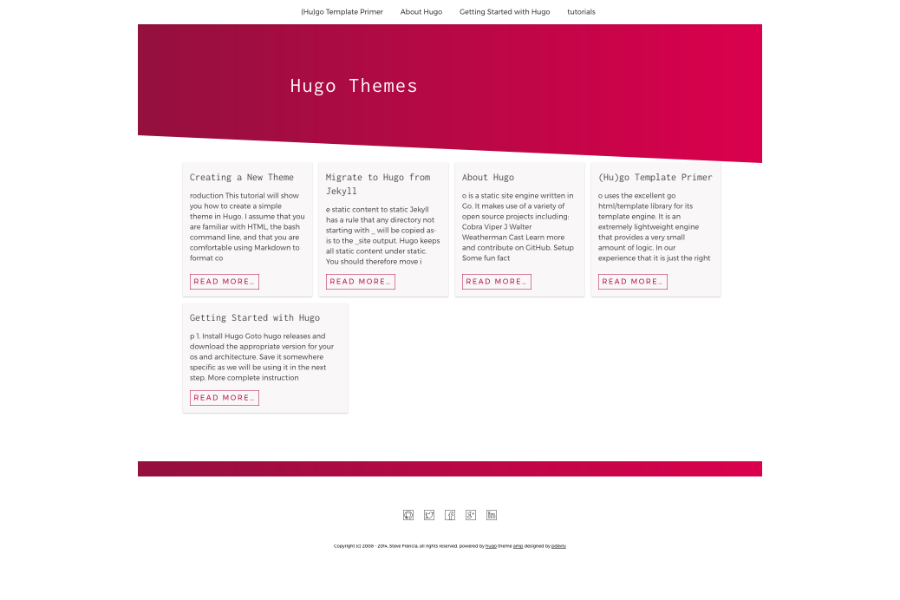 (Hu)go Template Primer About Hugo Getting Started with Hugo tutorials
Hugo Themes
Creating a New Theme
roduction This tutorial will show
you how to create a simple
theme in Hugo. I assume that you
are familiar with HTML, the bash
command line, and that you are
comfortable using Markdown to
format co
READ MORE…
Migrate to Hugo from
Jekyll
e static content to static Jekyll
has a rule that any directory not
starting with _ will be copied as-
is to the _site output. Hugo keeps
all static content under static.
You should therefore move i
READ MORE…
About Hugo
o is a static site engine written in
Go. It makes use of a variety of
open source projects including:
Cobra Viper J Walter
Weatherman Cast Learn more
and contribute on GitHub. Setup
Some fun fact
READ MORE…
(Hu)go Template Primer
o uses the excellent go
html/template library for its
template engine. It is an
extremely lightweight engine
that provides a very small
amount of logic. In our
experience that it is just the right
READ MORE…
Getting Started with Hugo
p 1. Install Hugo Goto hugo releases and
download the appropriate version for your
os and architecture. Save it somewhere
specific as we will be using it in the next
step. More complete instruction
READ MORE…
Copyright (c) 2008 - 2014, Steve Francia, all rights reserved. powered by hugo theme amp designed by